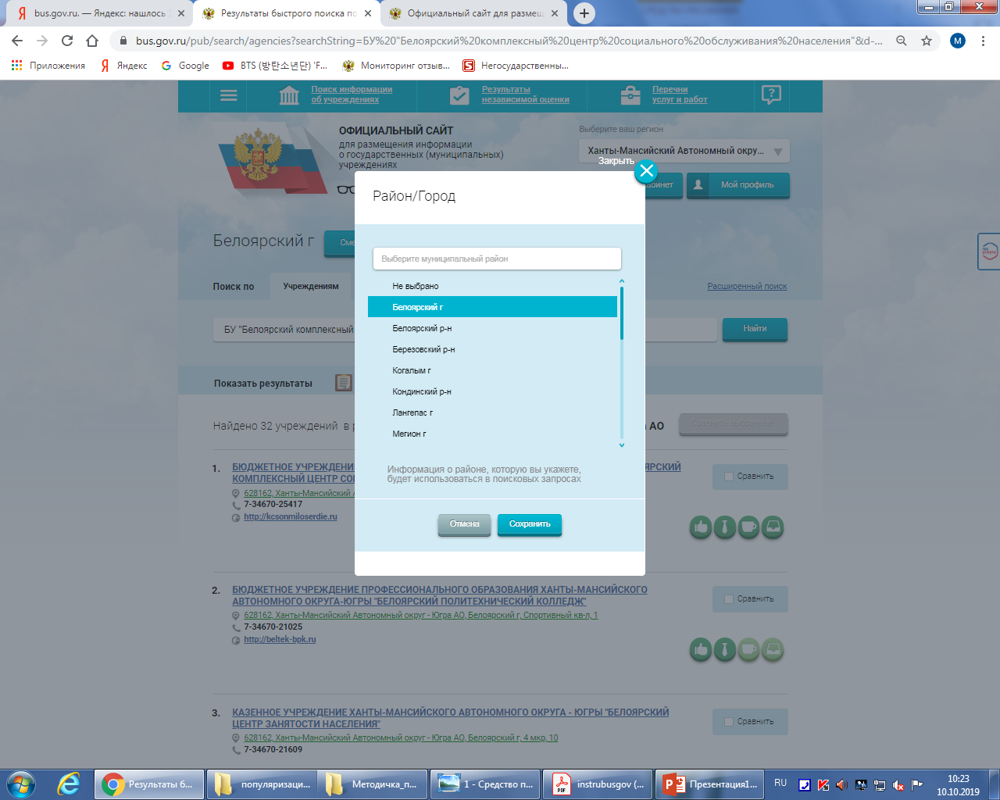 bus.gov.ru. — Яндекс: нашлось
Результаты быстрого поиска по
Официальный сайт для размещ
bus.gov.ru/pub/search/agencies?searchString=БУ%20"Белоярский%20комплексный%20центр%20социального%20обслуживания%20населения"&d-...
M
Приложения
Яндекс
Google
BTS (방탄소년단) 'F...
Мониторинг отзыв...
Негосударственны...
Поиск информации
об учреждениях
Результаты
независимой оценки
Перечни
услуг и работ
ОФИЦИАЛЬНЫЙ САЙТ
для размещения информации
о государственных (муниципальных)
учреждениях
Выберите ваш регион
Ханты-Мансийский Автономный окру...
Закрыть
бинет
Мой профиль
Район/Город
Белоярский г
Сме
Выберите муниципальный район
Не выбрано
Белоярский г
Белоярский р-н
Березовский р-н
Когалым г
Кондинский р-н
Лангепас г
Мегион г
Информация о районе, которую вы укажете,
будет использоваться в поисковых запросах
Отмена
Сохранить
Поиск по
Учреждениям
Расширенный поиск
БУ "Белоярский комплексный
Найти
Показать результаты
Найдено 32 учреждений в р
а АО
Сравнить выбранные
1.
БЮДЖЕТНОЕ УЧРЕЖДЕНИ
ЯРСКИЙ
КОМПЛЕКСНЫЙ ЦЕНТР СО
628162, Ханты-Мансийский А
7-34670-25417
http://kcsonmiloserdie.ru
Сравнить
2.
БЮДЖЕТНОЕ УЧРЕЖДЕНИЕ ПРОФЕССИОНАЛЬНОГО ОБРАЗОВАНИЯ ХАНТЫ-МАНСИЙСКОГО
АВТОНОМНОГО ОКРУГА-ЮГРЫ "БЕЛОЯРСКИЙ ПОЛИТЕХНИЧЕСКИЙ КОЛЛЕДЖ"
628162, Ханты-Мансийский Автономный округ - Югра АО, Белоярский г, Спортивный кв-л, 1
7-34670-21025
http://beltek-bpk.ru
Сравнить
3.
КАЗЕННОЕ УЧРЕЖДЕНИЕ ХАНТЫ-МАНСИЙСКОГО АВТОНОМНОГО ОКРУГА - ЮГРЫ "БЕЛОЯРСКИЙ
ЦЕНТР ЗАНЯТОСТИ НАСЕЛЕНИЯ"
628162, Ханты-Мансийский Автономный округ - Югра АО, Белоярский г, 4 мкр, 10
7-34670-21609
Сравнить
Результаты б...
популяризаци...
Методичка_п...
1 - Средство п...
instrubusgov (...
Презентация1...
RU
10:23
10.10.2019